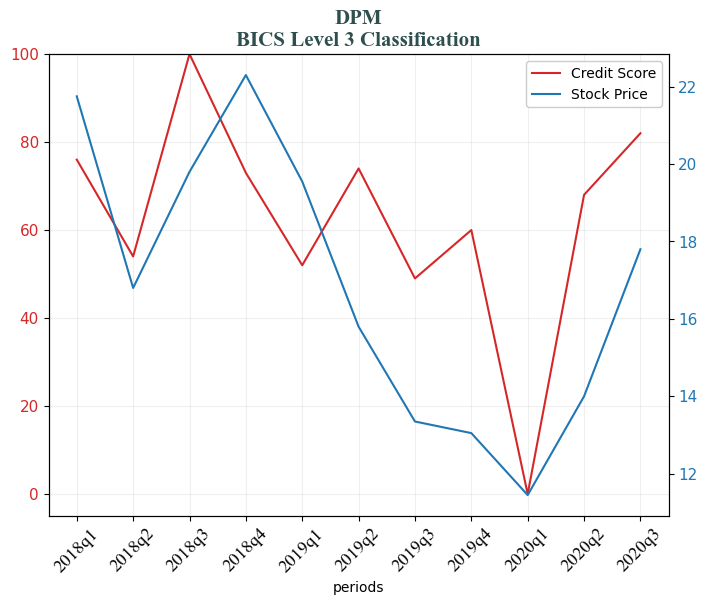 DPM
BICS Level 3 Classification
Credit Score
Stock Price
100
80
60
40
20
0
22
20
18
16
14
12
2018q1
2018q2
2018q3
2018q4
2019q1
2019q2
2019q3
2019q4
2020q1
2020q2
2020q3
periods